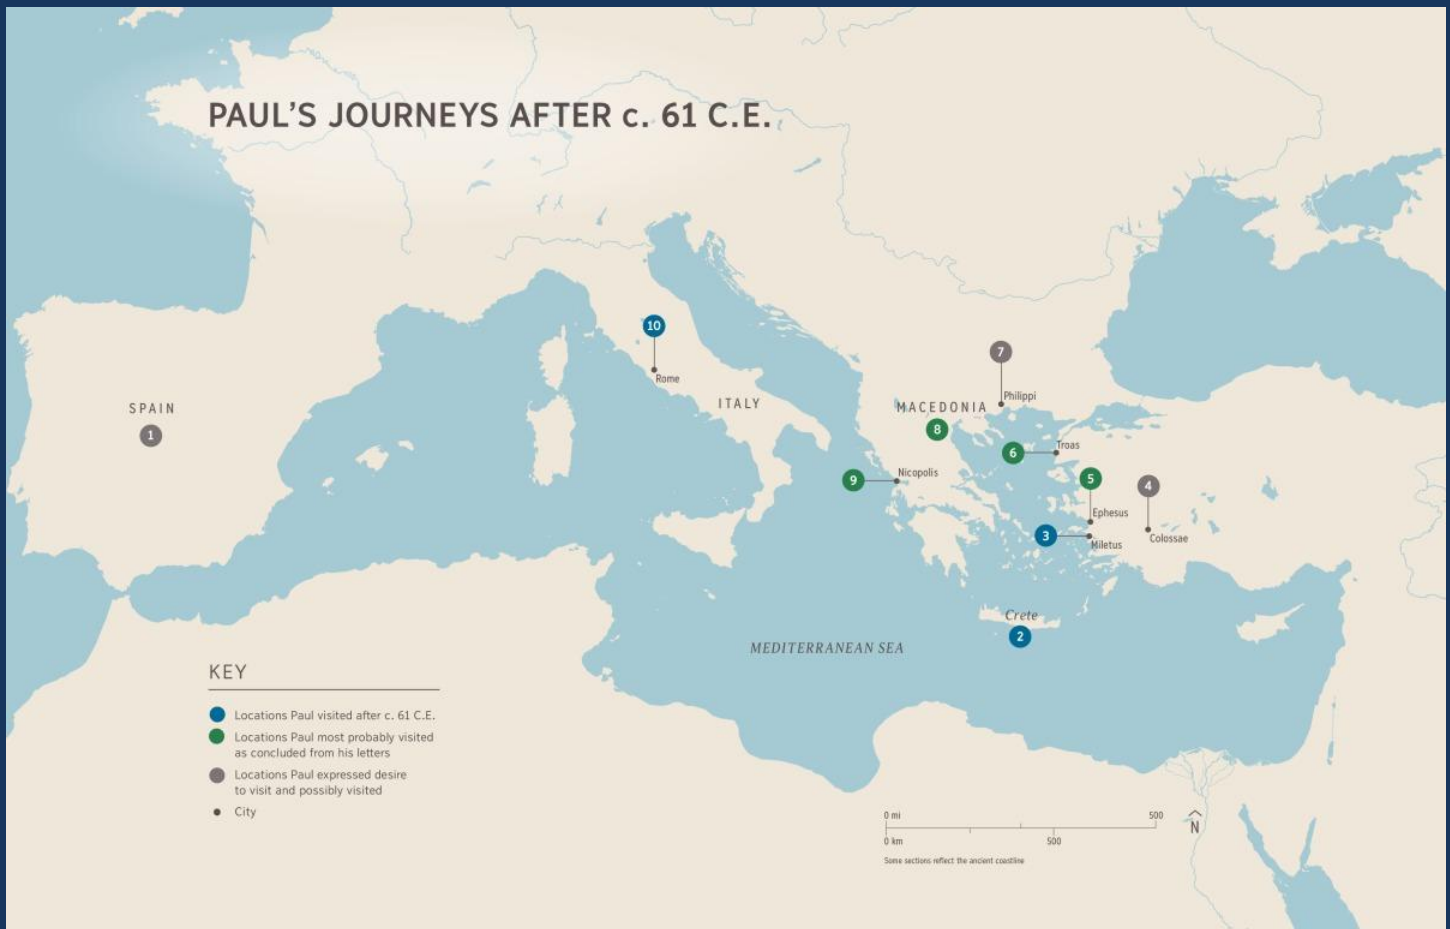 PAUL’S JOURNEYS AFTER c. 61 C.E.
10
Rome
ITALY
SPAIN
1
7
Philippi
MACEDONIA
8
6
Troas
9
Nicopolis
5
Ephesus
4
Colossae
3
Miletus
Crete
2
MEDITERRANEAN SEA
KEY
Locations Paul visited after c. 61 C.E.
Locations Paul most probably visited
as concluded from his letters
Locations Paul expressed desire
to visit and possibly visited
City
0 mi 500
0 km 500
N
Some sections reflect the ancient coastline